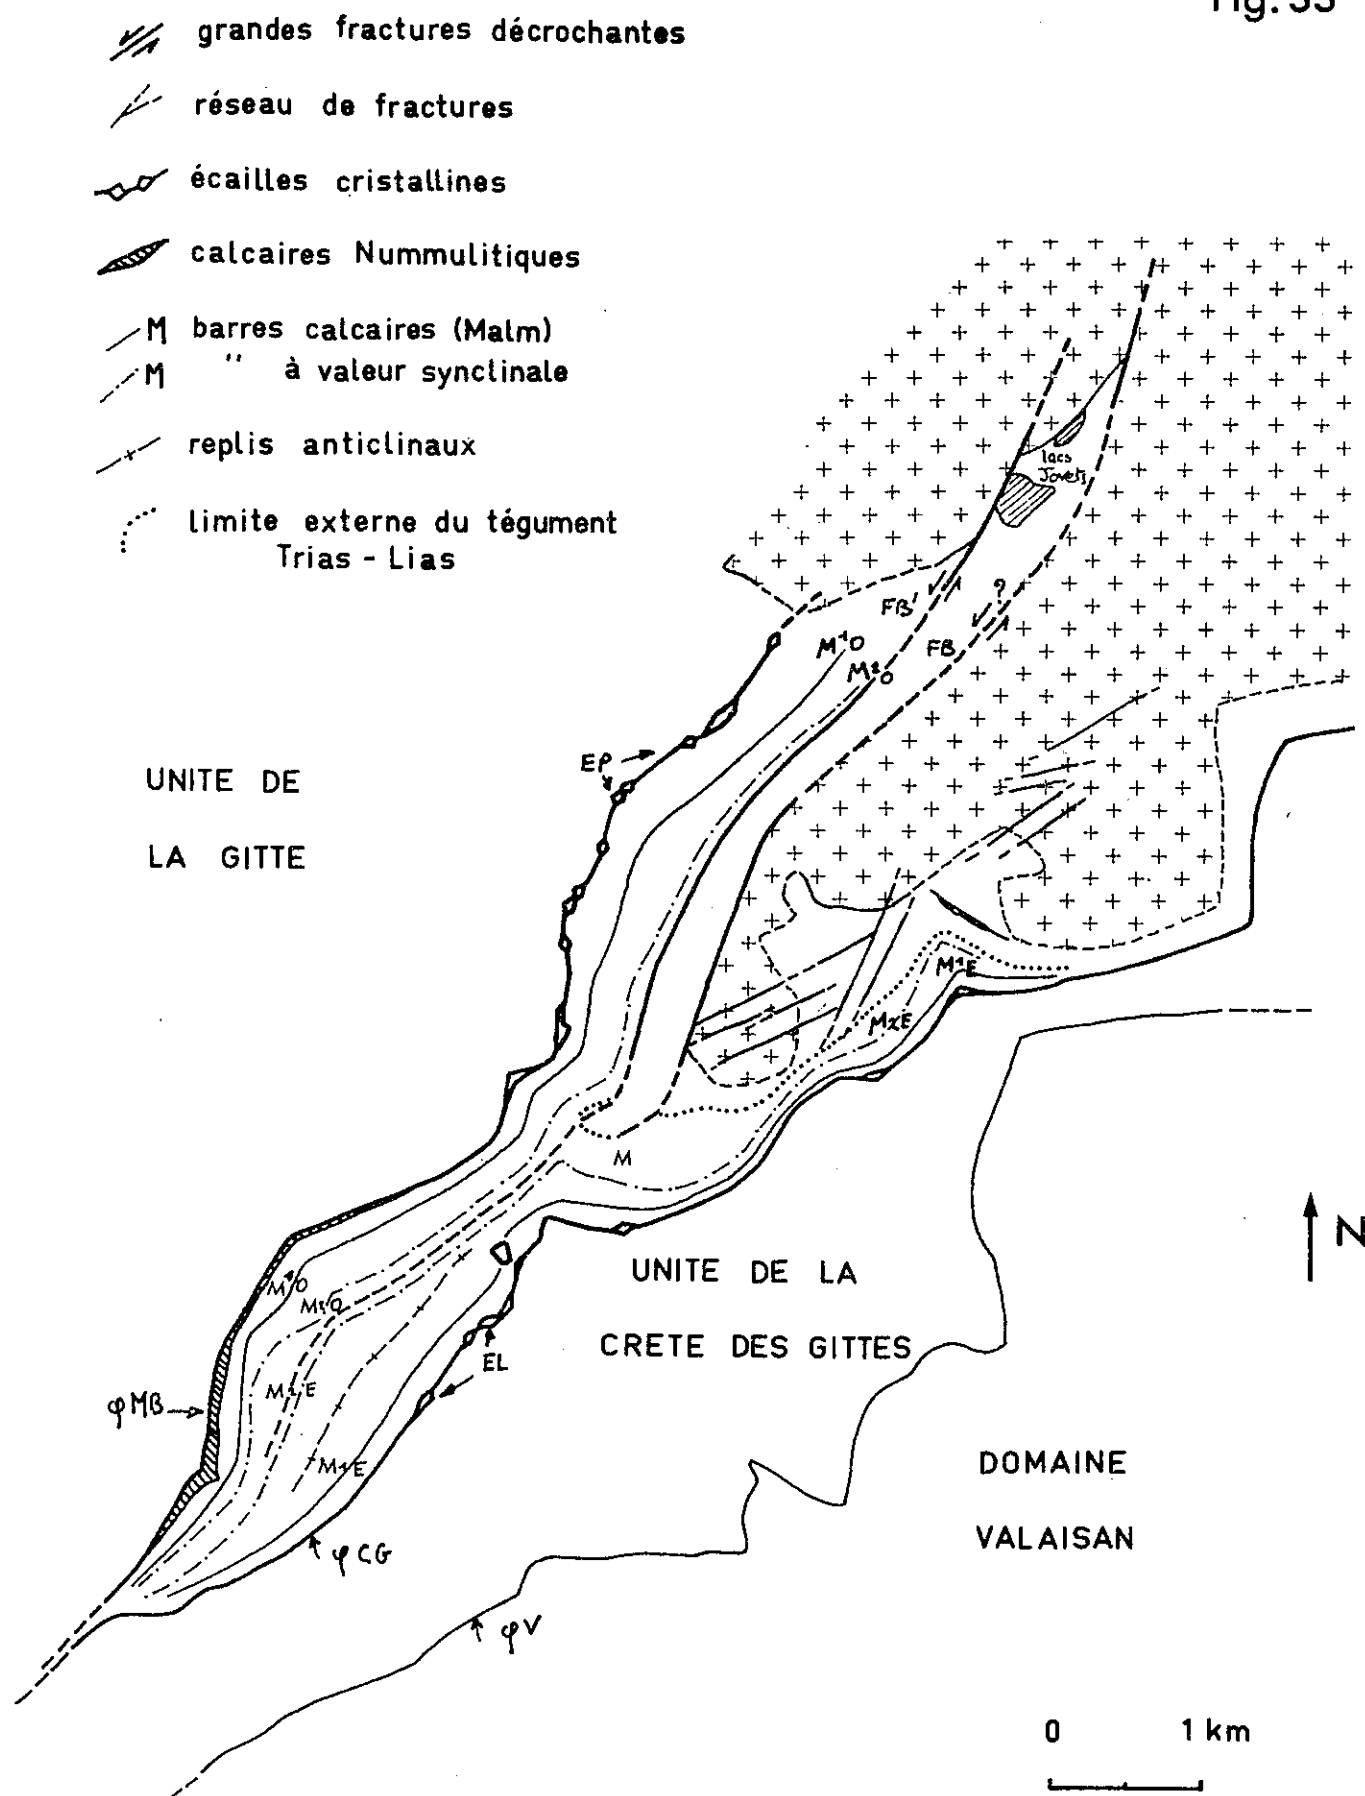 Fig. 33
grandes fractures décrochantes
réseau de fractures
écailles cristallines
calcaires Nummulitiques
M barres calcaires (Malm)
M " à valeur synclinale
replis anticlinaux
limite externe du tégument
Trias - Lias
lacs
Jovets
FB'
?
FB
M1O
M2O
EP
UNITE DE
LA GITTE
M1E
M2E
M
N
UNITE DE LA
CRETE DES GITTES
M1O
M2O
EL
M2E
φMB
M1E
DOMAINE
VALAISAN
φCG
φV
0 1 km